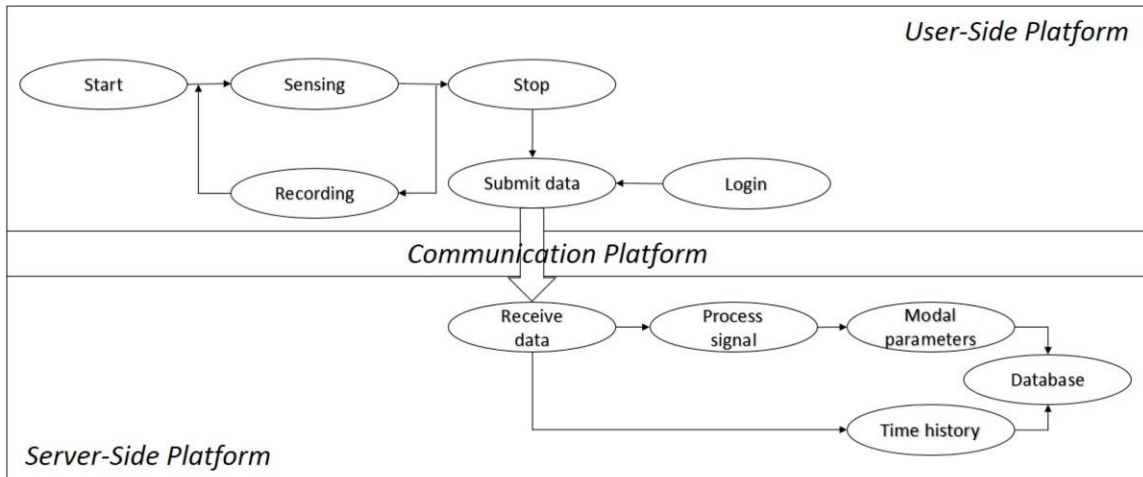 User-Side Platform
Start
Sensing
Stop
Recording
Submit data
Login
Communication Platform
Receive
data
Process
signal
Modal
parameters
Database
Time history
Server-Side Platform